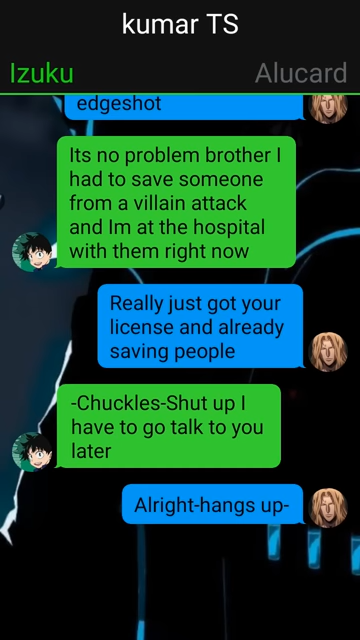 kumar TS
Izuku
Alucard
edgeshot
Its no problem brother I
had to save someone
from a villain attack
and Im at the hospital
with them right now
Really just got your
license and already
saving people
-Chuckles-Shut up I
have to go talk to you
later
Alright-hangs up-